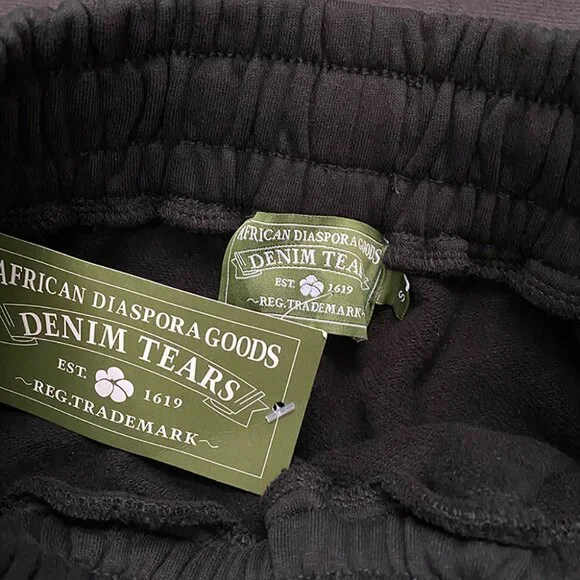 AFRICAN DIASPORA GOODS
DENIM TEARS
EST. 1619
REG. TRADEMARK
S
AFRICAN DIASPORA GOODS
DENIM TEARS
EST. 1619
~REG.TRADEMARK~